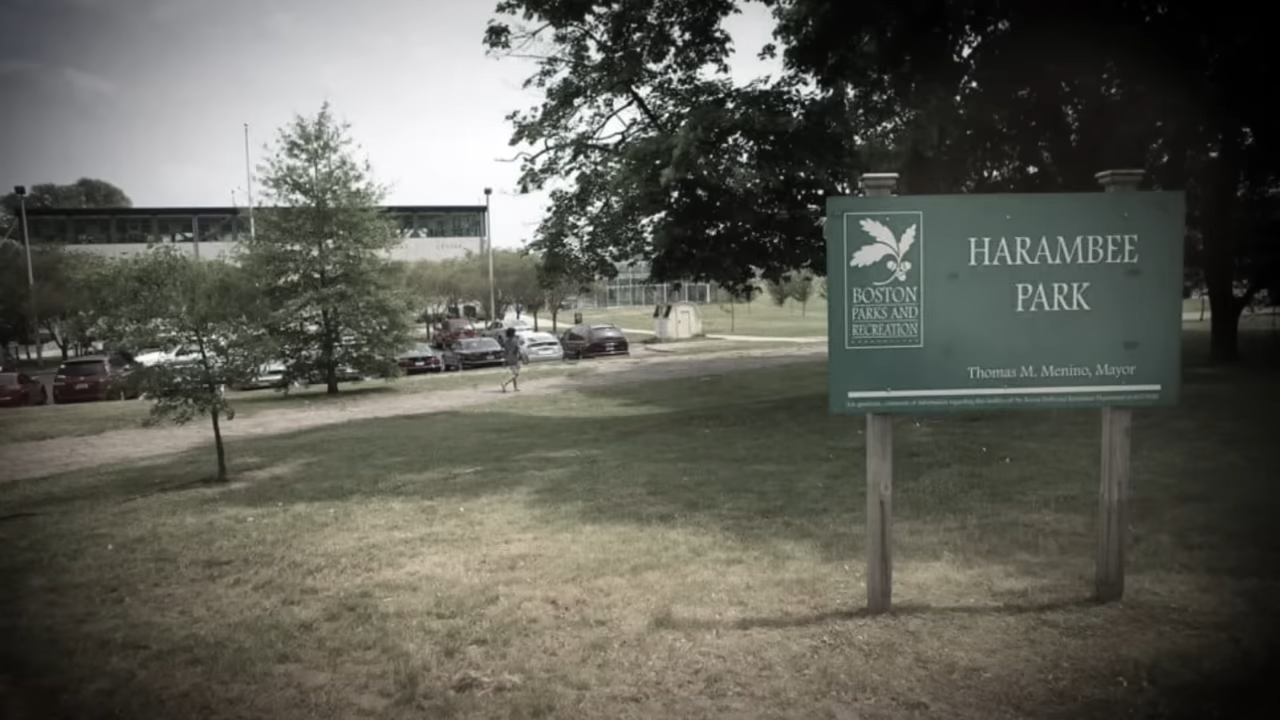 HARAMBEE
PARK
BOSTON
PARKS AND
RECREATION
Thomas M. Menino, Mayor